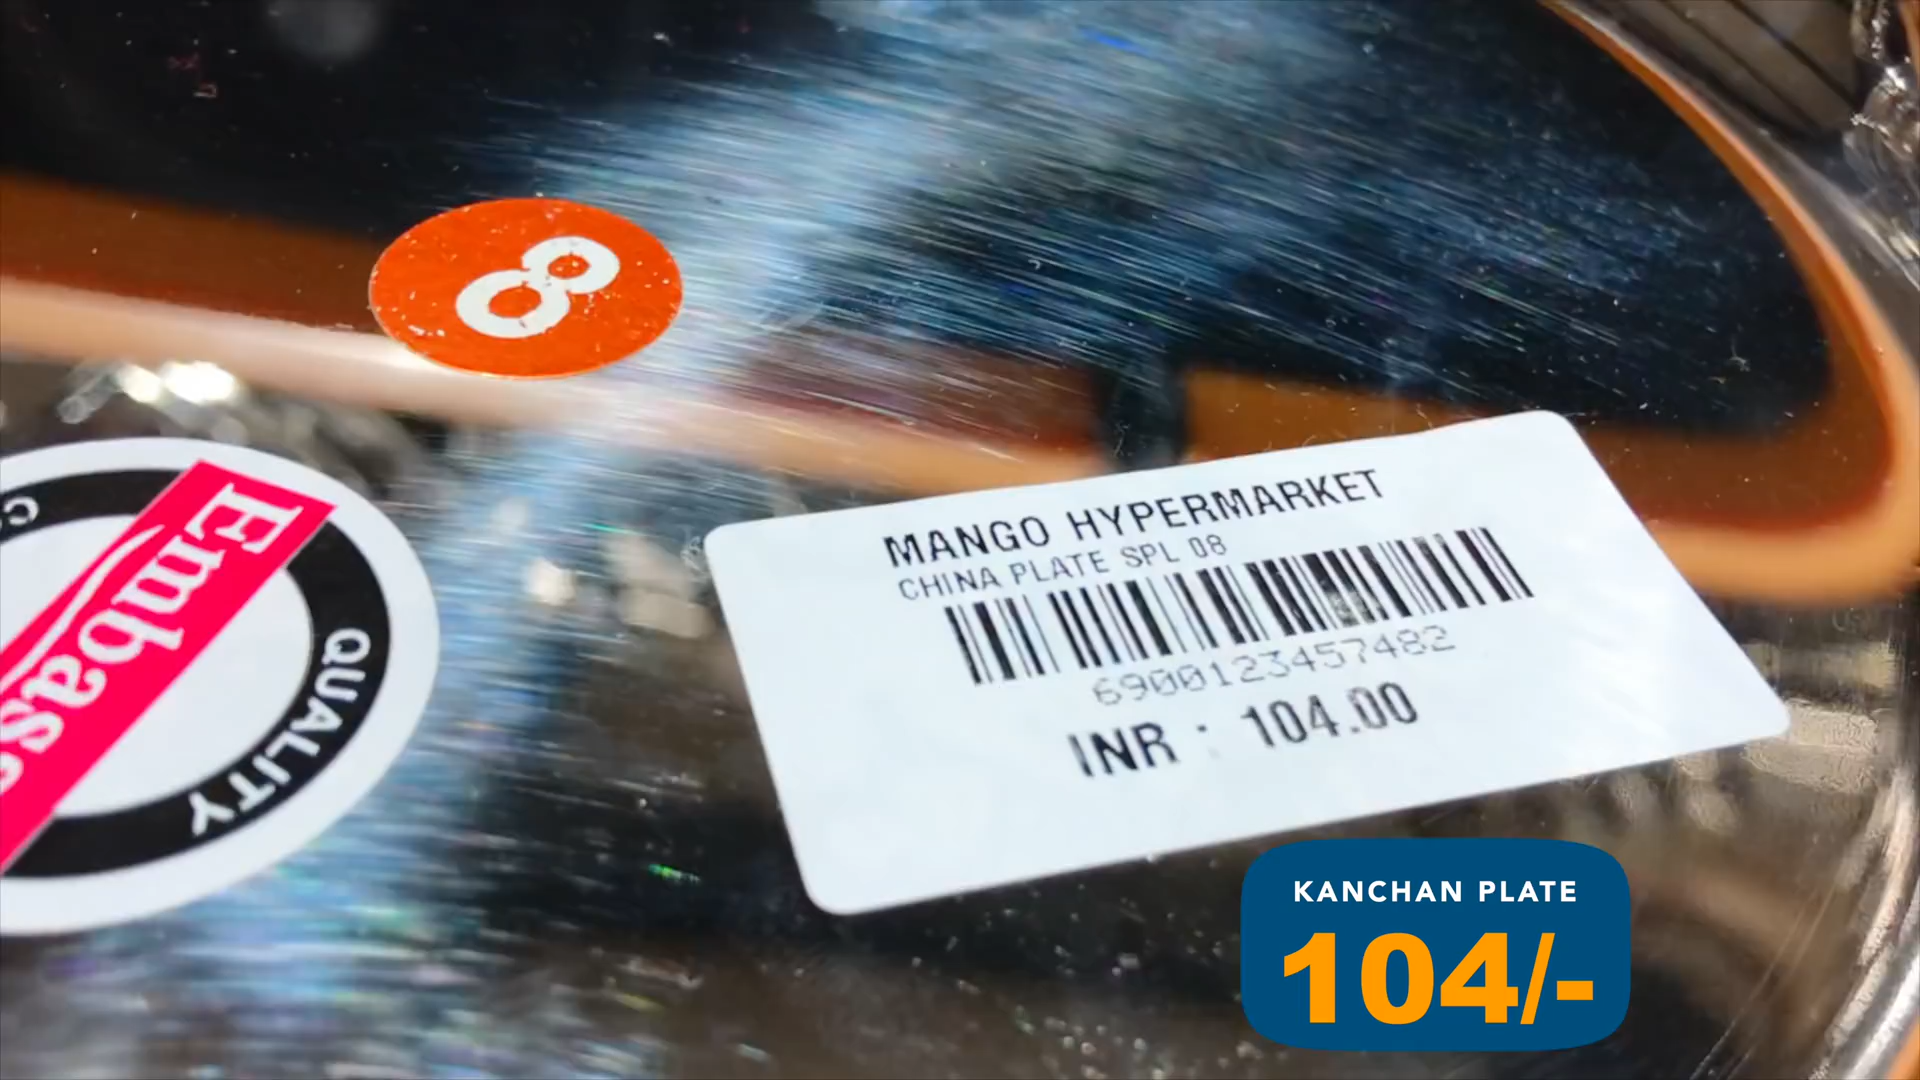 8
Embass
QUALITY
MANGO HYPERMARKET
CHINA PLATE SPL 08
6900123457482
INR : 104.00
KANCHAN PLATE
104/-